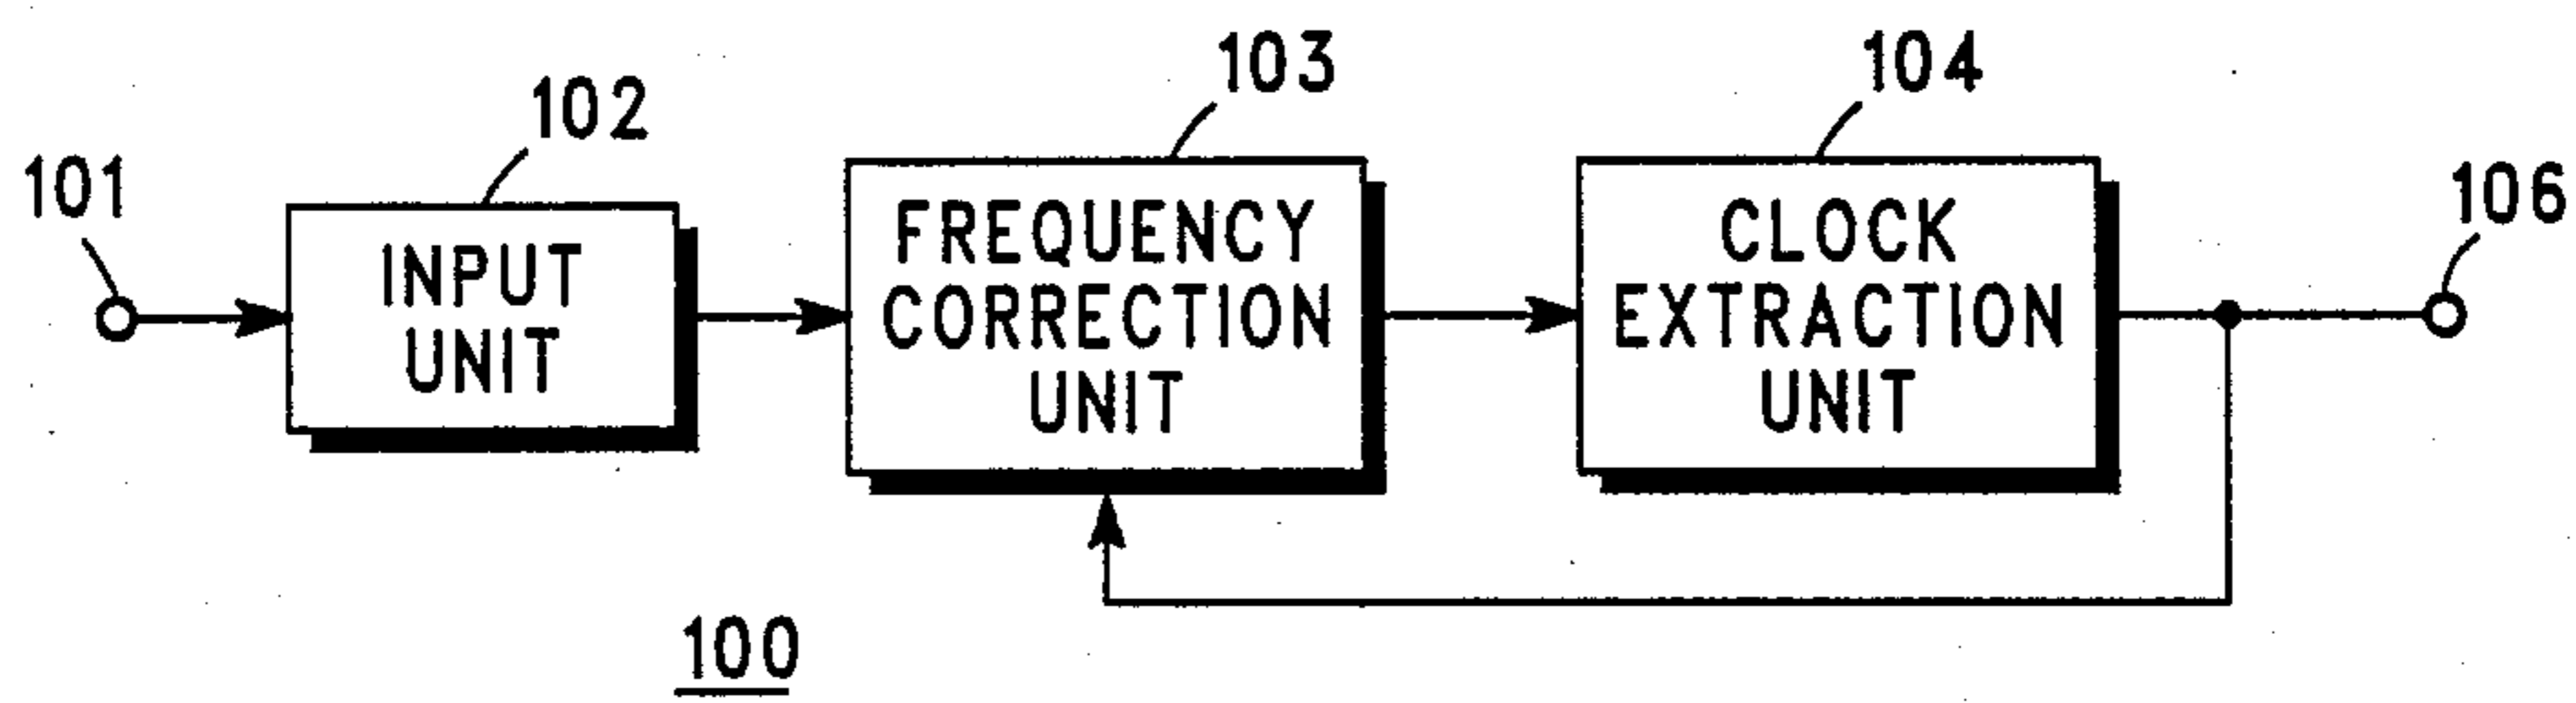 101
102
INPUT
UNIT
103
FREQUENCY
CORRECTION
UNIT
104
CLOCK
EXTRACTION
UNIT
106
100